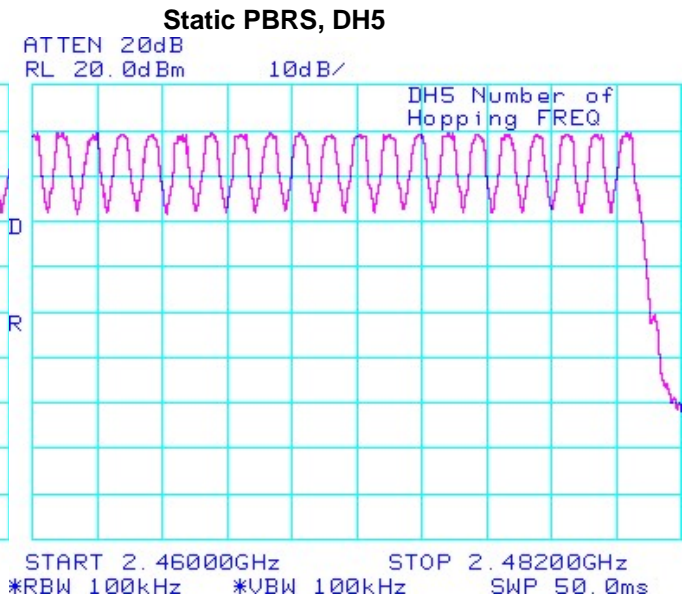 Static PBRS, DH5
ATTEN 20dB
RL 20.0dBm 10dB/
DH5 Number of
Hopping FREQ
D
R
START 2.46000GHz STOP 2.48200GHz
*RBW 100kHz *VBW 100kHz SWP 50.0ms